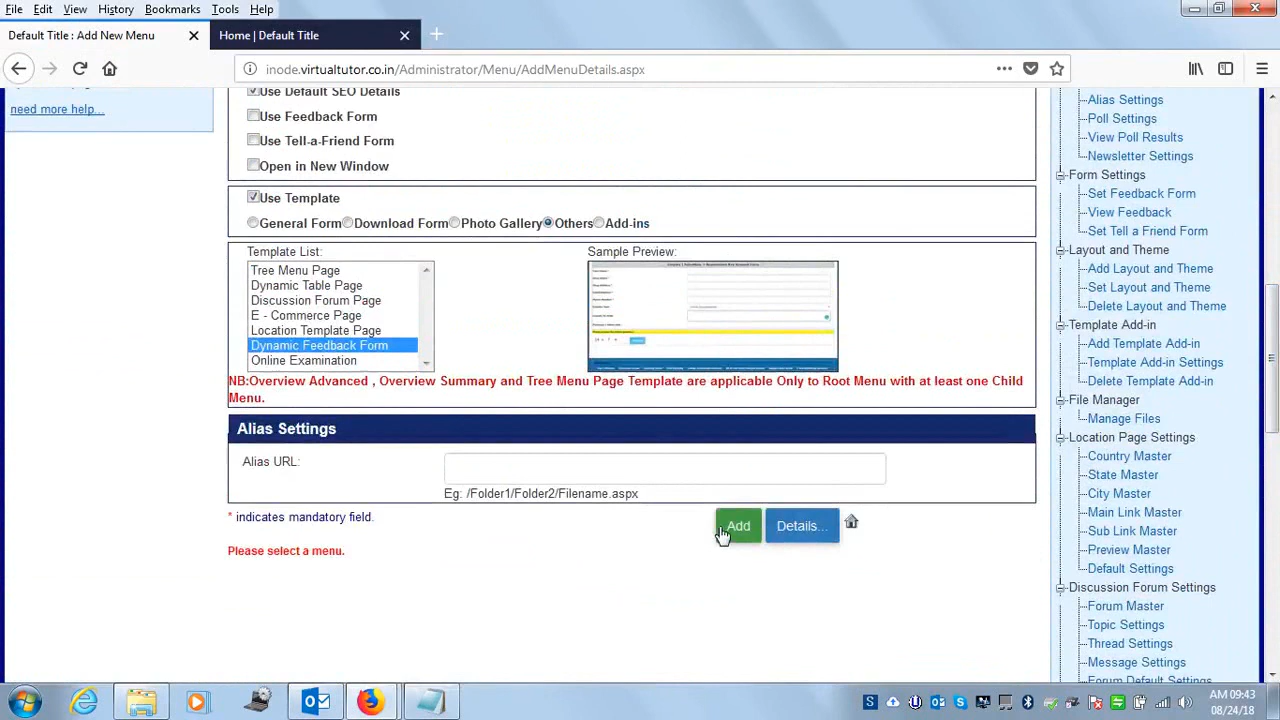 File Edit View History Bookmarks Tools Help
Default Title : Add New Menu
Home | Default Title
inode.virtualtutor.co.in/Administrator/Menu/AddMenuDetails.aspx
need more help...
Use Default SEO Details
Use Feedback Form
Use Tell-a-Friend Form
Open in New Window
Use Template
General Form Download Form Photo Gallery Others Add-ins
Template List:
Sample Preview:
Tree Menu Page
Dynamic Table Page
Discussion Forum Page
E - Commerce Page
Location Template Page
Dynamic Feedback Form
Online Examination
NB:Overview Advanced , Overview Summary and Tree Menu Page Template are applicable Only to Root Menu with at least one Child
Menu.
Alias Settings
Alias URL:
Eg: /Folder1/Folder2/Filename.aspx
* indicates mandatory field.
Add
Details...
Please select a menu.
Alias Settings
Poll Settings
View Poll Results
Newsletter Settings
Form Settings
Set Feedback Form
View Feedback
Set Tell a Friend Form
Layout and Theme
Add Layout and Theme
Set Layout and Theme
Delete Layout and Theme
Template Add-in
Add Template Add-in
Template Add-in Settings
Delete Template Add-in
File Manager
Manage Files
Location Page Settings
Country Master
State Master
City Master
Main Link Master
Sub Link Master
Preview Master
Default Settings
Discussion Forum Settings
Forum Master
Topic Settings
Thread Settings
Message Settings
Forum Default Settings
AM 09:43
08/24/18